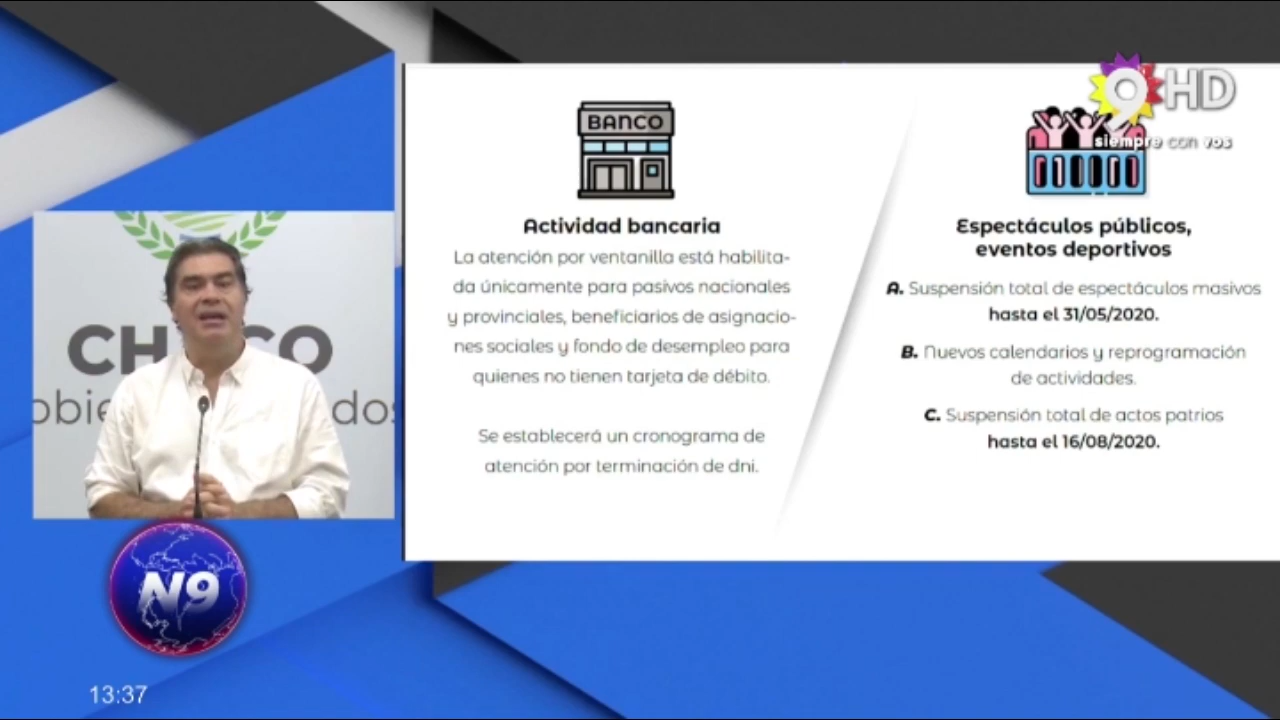 9 HD
siempre con vos
BANCO
Actividad bancaria
La atención por ventanilla está habilita-
da únicamente para pasivos nacionales
y provinciales, beneficiarios de asignacio-
nes sociales y fondo de desempleo para
quienes no tienen tarjeta de débito.
Se establecerá un cronograma de
atención por terminación de dni.
Espectáculos públicos,
eventos deportivos
A. Suspensión total de espectáculos masivos
hasta el 31/05/2020.
B. Nuevos calendarios y reprogramación
de actividades.
C. Suspensión total de actos patrios
hasta el 16/08/2020.
N9
13:37